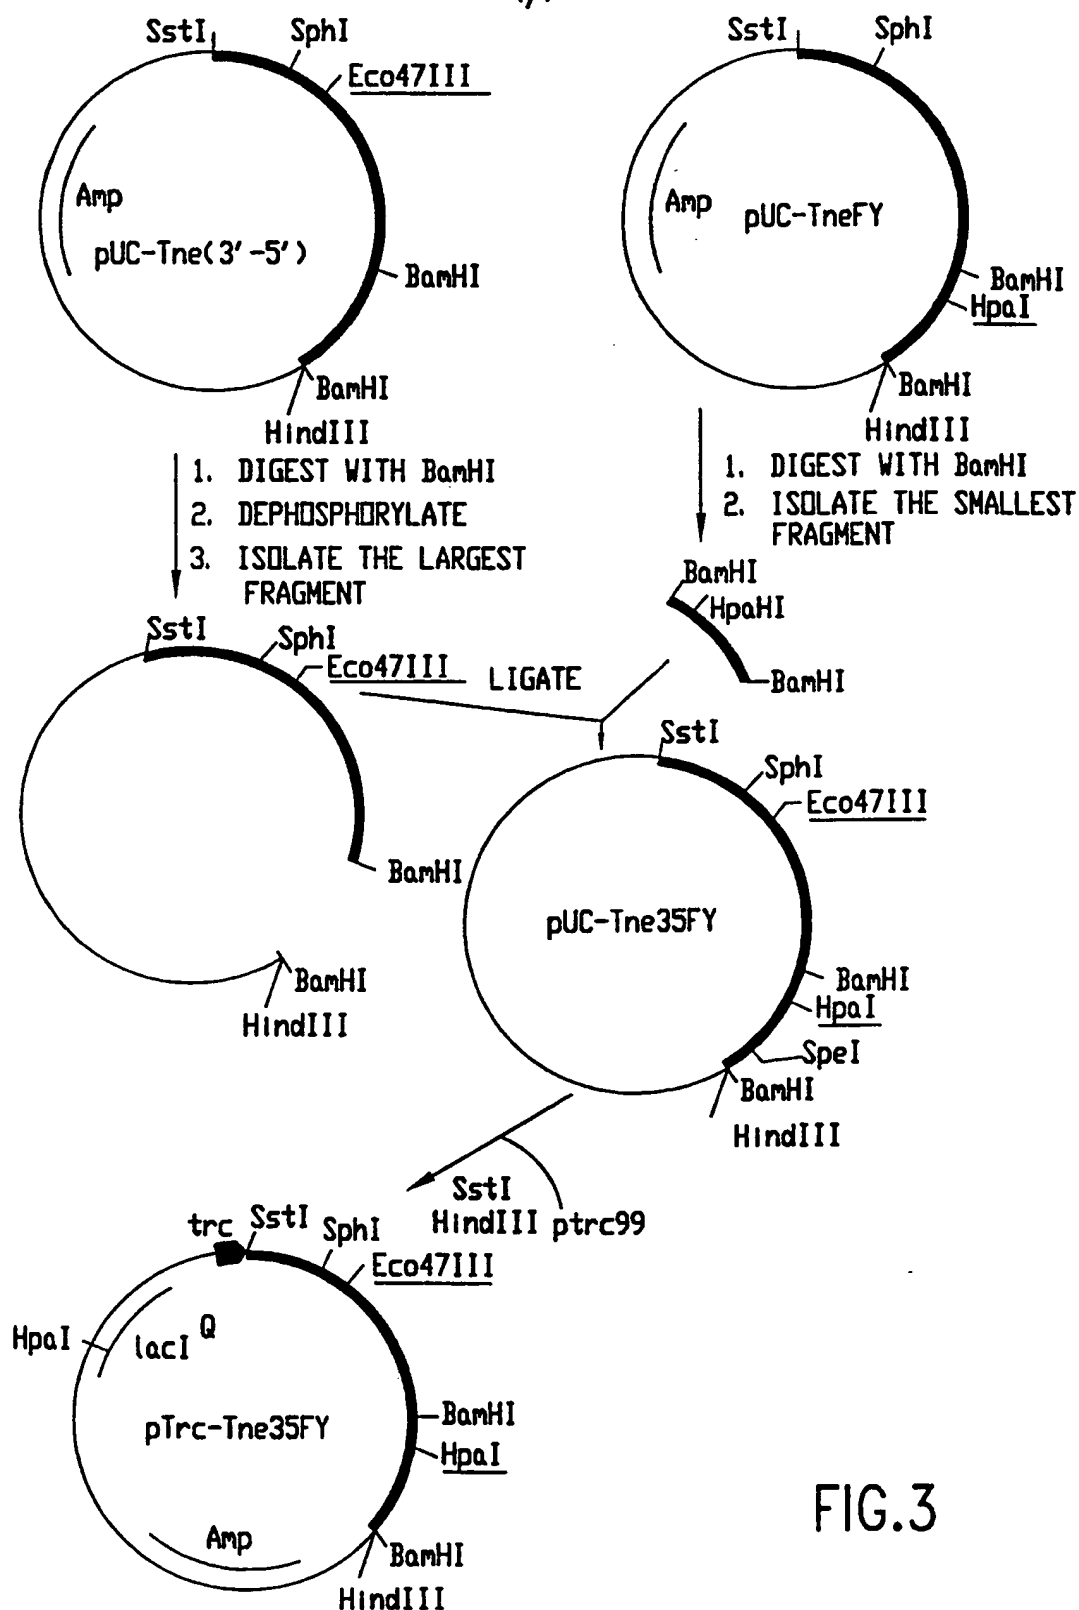 SstI
SphI
Eco47III
Amp
pUC-Tne(3'-5')
BamHI
BamHI
HindIII
SstI
SphI
Amp
pUC-TneFY
BamHI
HpaI
BamHI
HindIII
1. DIGEST WITH BamHI
2. DEPHOSPHORYLATE
3. ISOLATE THE LARGEST
FRAGMENT
1. DIGEST WITH BamHI
2. ISOLATE THE SMALLEST
FRAGMENT
BamHI
HpaHI
BamHI
SstI
SphI
Eco47III
LIGATE
BamHI
BamHI
HindIII
SstI
SphI
Eco47III
pUC-Tne35FY
BamHI
HpaI
SpeI
BamHI
HindIII
SstI
HindIII ptrc99
trc
SstI
SphI
Eco47III
HpaI
lacI Q
pTrc-Tne35FY
BamHI
HpaI
Amp
BamHI
HindIII
FIG.3